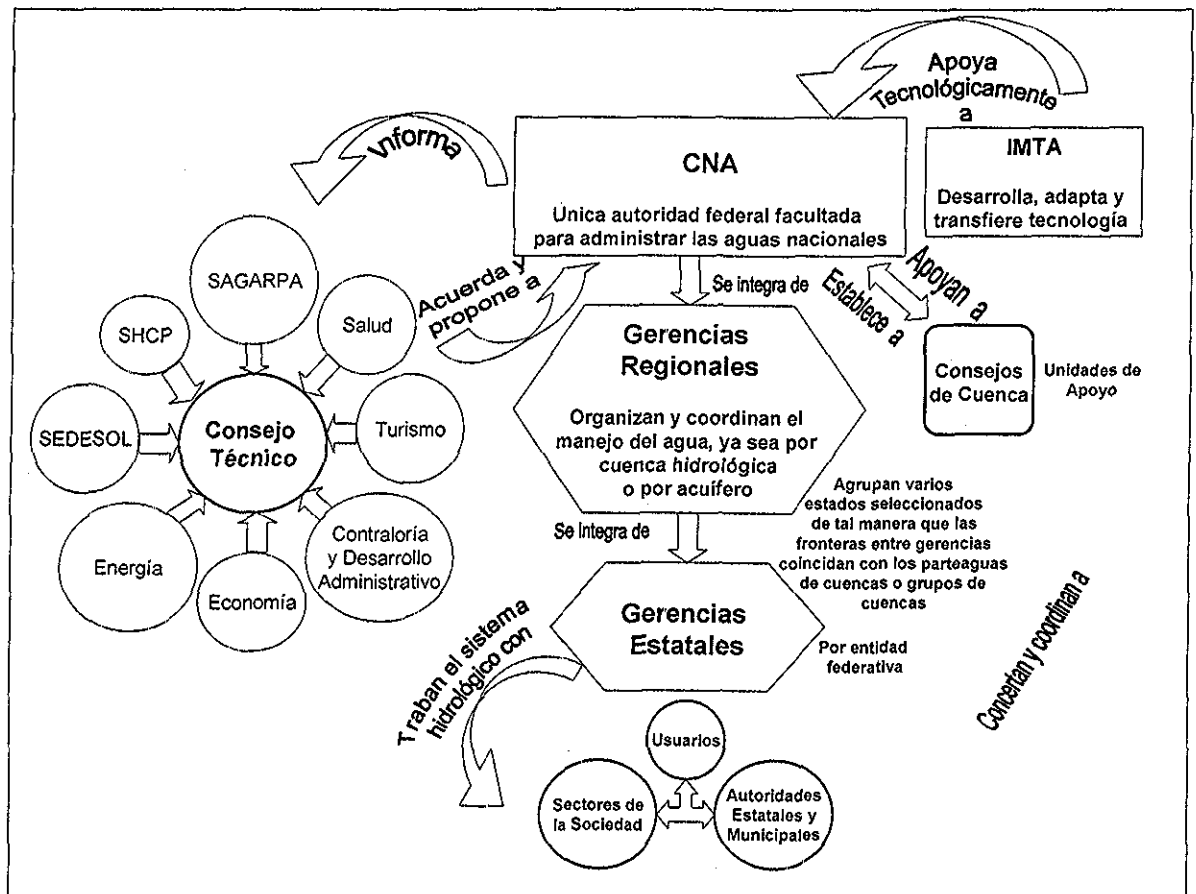 Apoya
Tecnológicamente
a
Informa
CNA
Única autoridad federal facultada
para administrar las aguas nacionales
IMTA
Desarrolla, adapta y
transfiere tecnología
SAGARPA
SHCP
Salud
SEDESOL
Consejo
Técnico
Turismo
Energía
Economía
Contraloría
y Desarrollo
Administrativo
Acuerda y
propone a
Se integra de
Apoyan a
Establece a
Gerencias
Regionales
Organizan y coordinan el
manejo del agua, ya sea por
cuenca hidrológica
o por acuífero
Consejos
de Cuenca
Unidades de
Apoyo
Se integra de
Agrupan varios
estados seleccionados
de tal manera que las
fronteras entre gerencias
coincidan con los parteaguas
de cuencas o grupos de
cuencas
Gerencias
Estatales
Por entidad
federativa
Concertan y coordinan a
Traban el sistema
hidrológico con
Usuarios
Sectores de
la Sociedad
Autoridades
Estatales y
Municipales